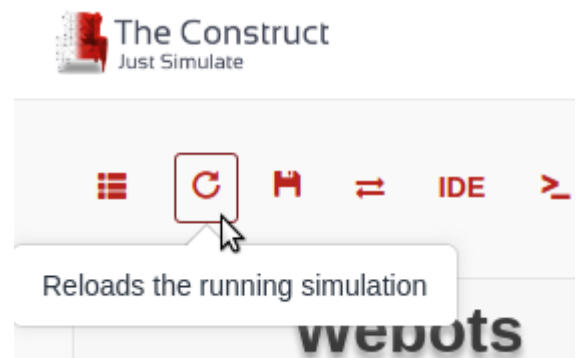 The Construct
Just Simulate
IDE
Reloads the running simulation
Webots